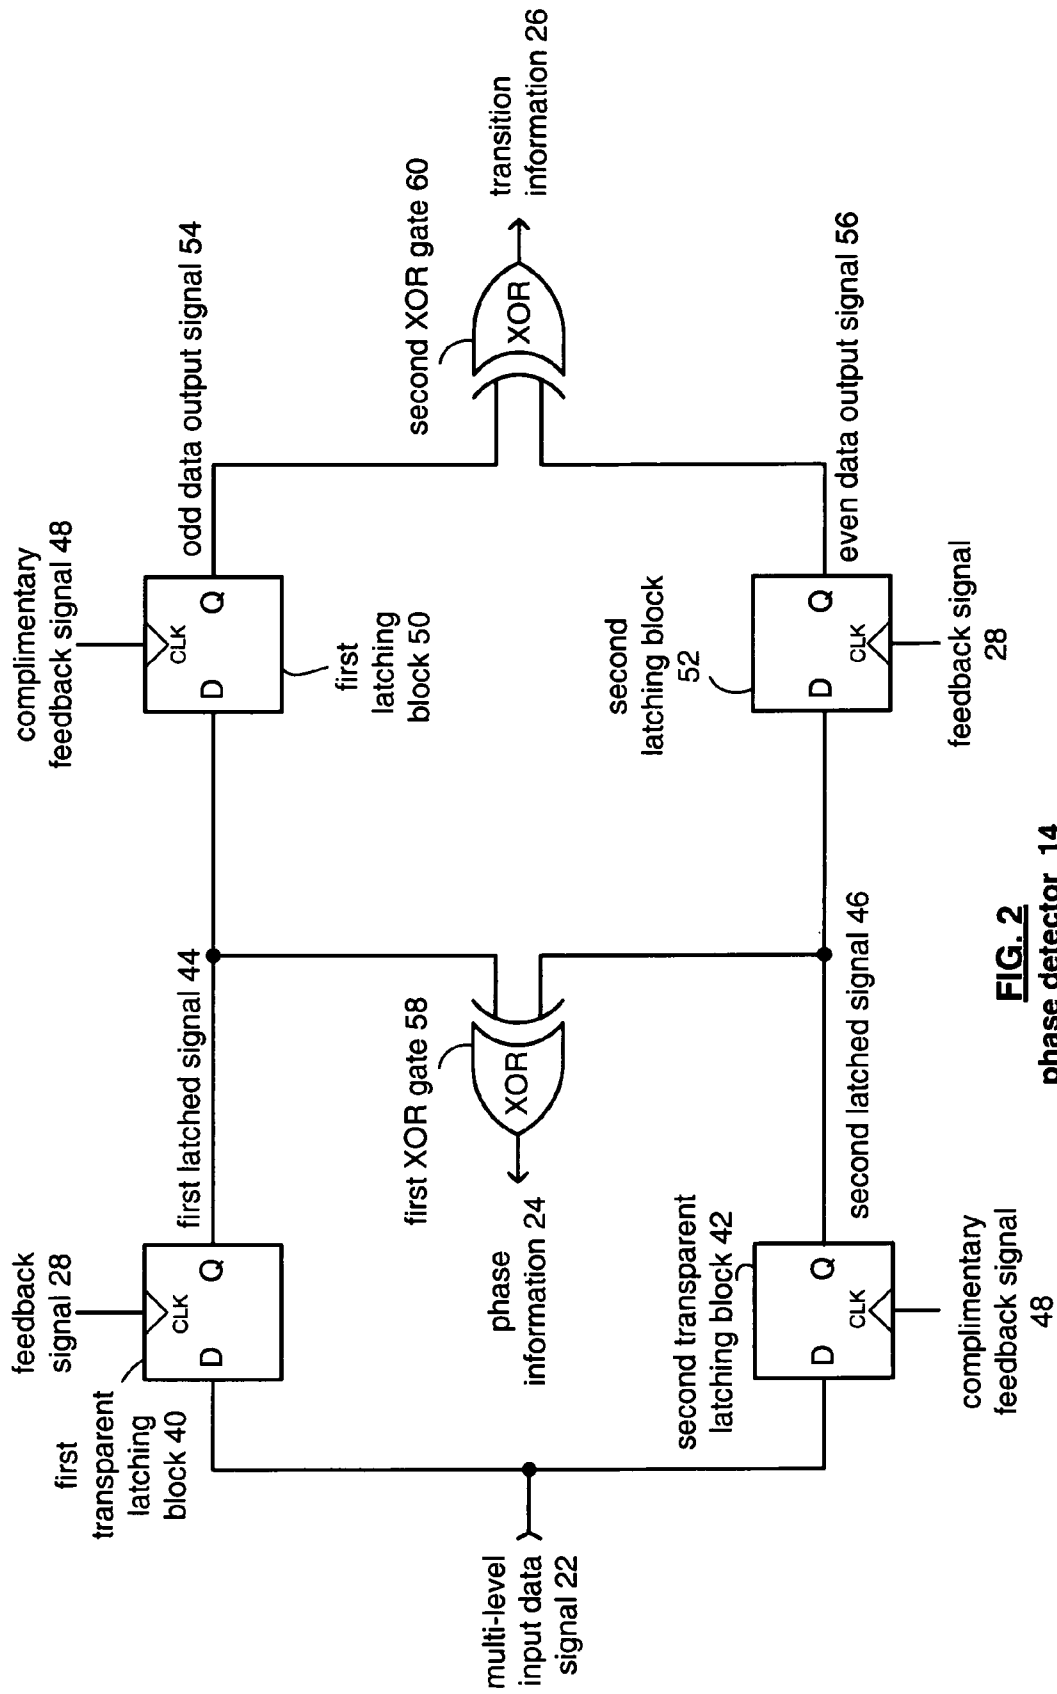 complimentary
feedback signal 48
feedback
signal 28
first
transparent
latching
block 40
D
Q
CLK
first latched signal 44
D
Q
CLK
first
latching
block 50
odd data output signal 54
multi-level
input data
signal 22
phase
information 24
first XOR gate 58
XOR
second XOR gate 60
XOR
transition
information 26
second transparent
latching block 42
D
Q
CLK
complimentary
feedback signal
48
second latched signal 46
second
latching block
52
D
Q
CLK
feedback signal
28
even data output signal 56
FIG. 2
phase detector 14